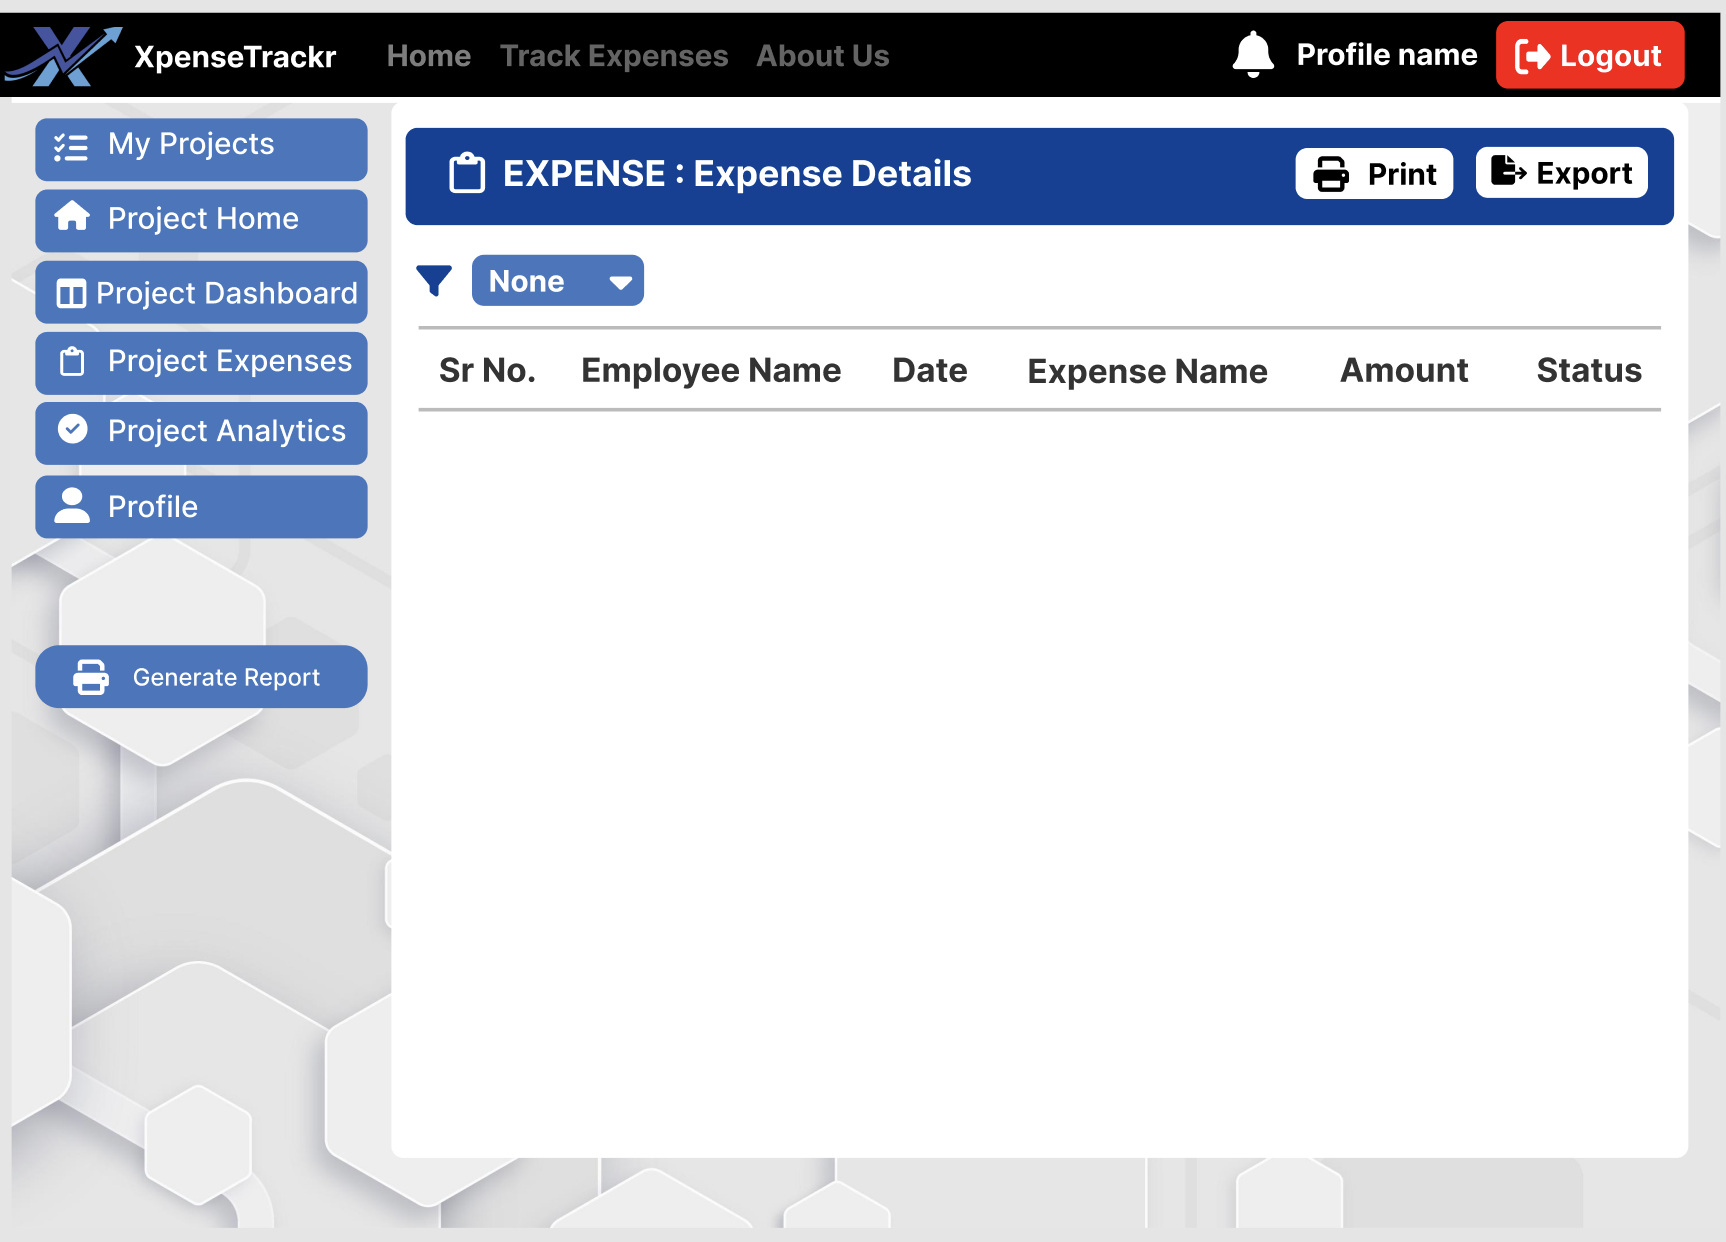 XpenseTrackr Home Track Expenses About Us Profile name Logout
My Projects
Project Home
Project Dashboard
Project Expenses
Project Analytics
Profile
Generate Report
EXPENSE : Expense Details Print Export
None
Sr No. Employee Name Date Expense Name Amount Status